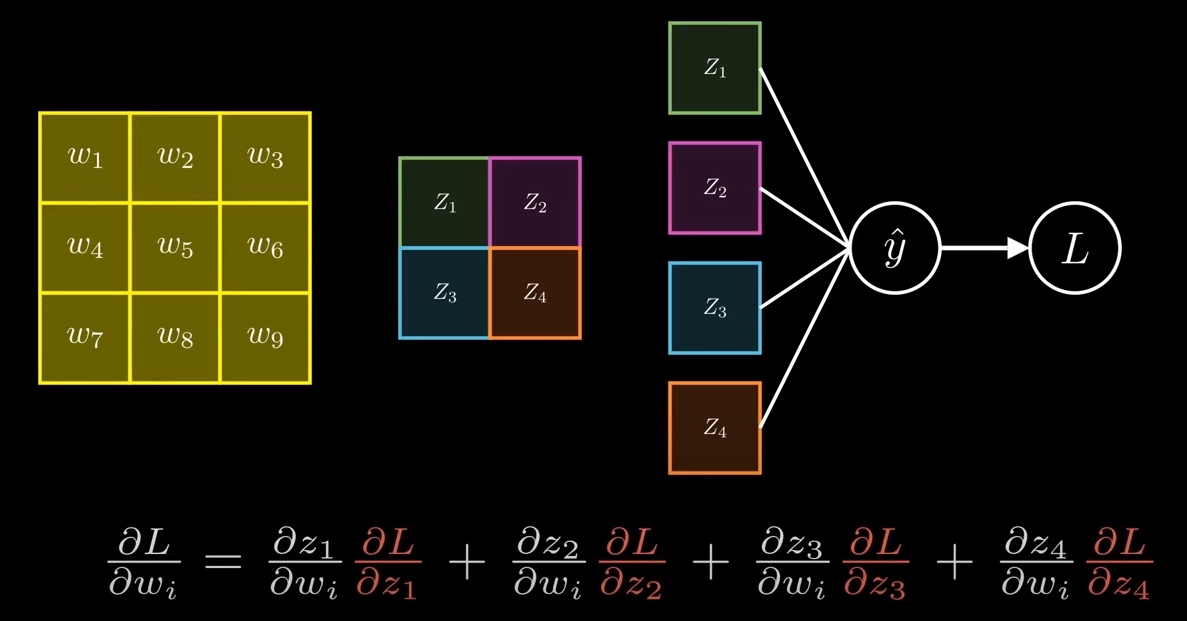 w₁ w₂ w₃
w₄ w₅ w₆
w₇ w₈ w₉
z₁ z₂
z₃ z₄
z₁
z₂
z₃
z₄
ŷ
L
∂L/∂wᵢ = ∂z₁/∂wᵢ ∂L/∂z₁ + ∂z₂/∂wᵢ ∂L/∂z₂ + ∂z₃/∂wᵢ ∂L/∂z₃ + ∂z₄/∂wᵢ ∂L/∂z₄